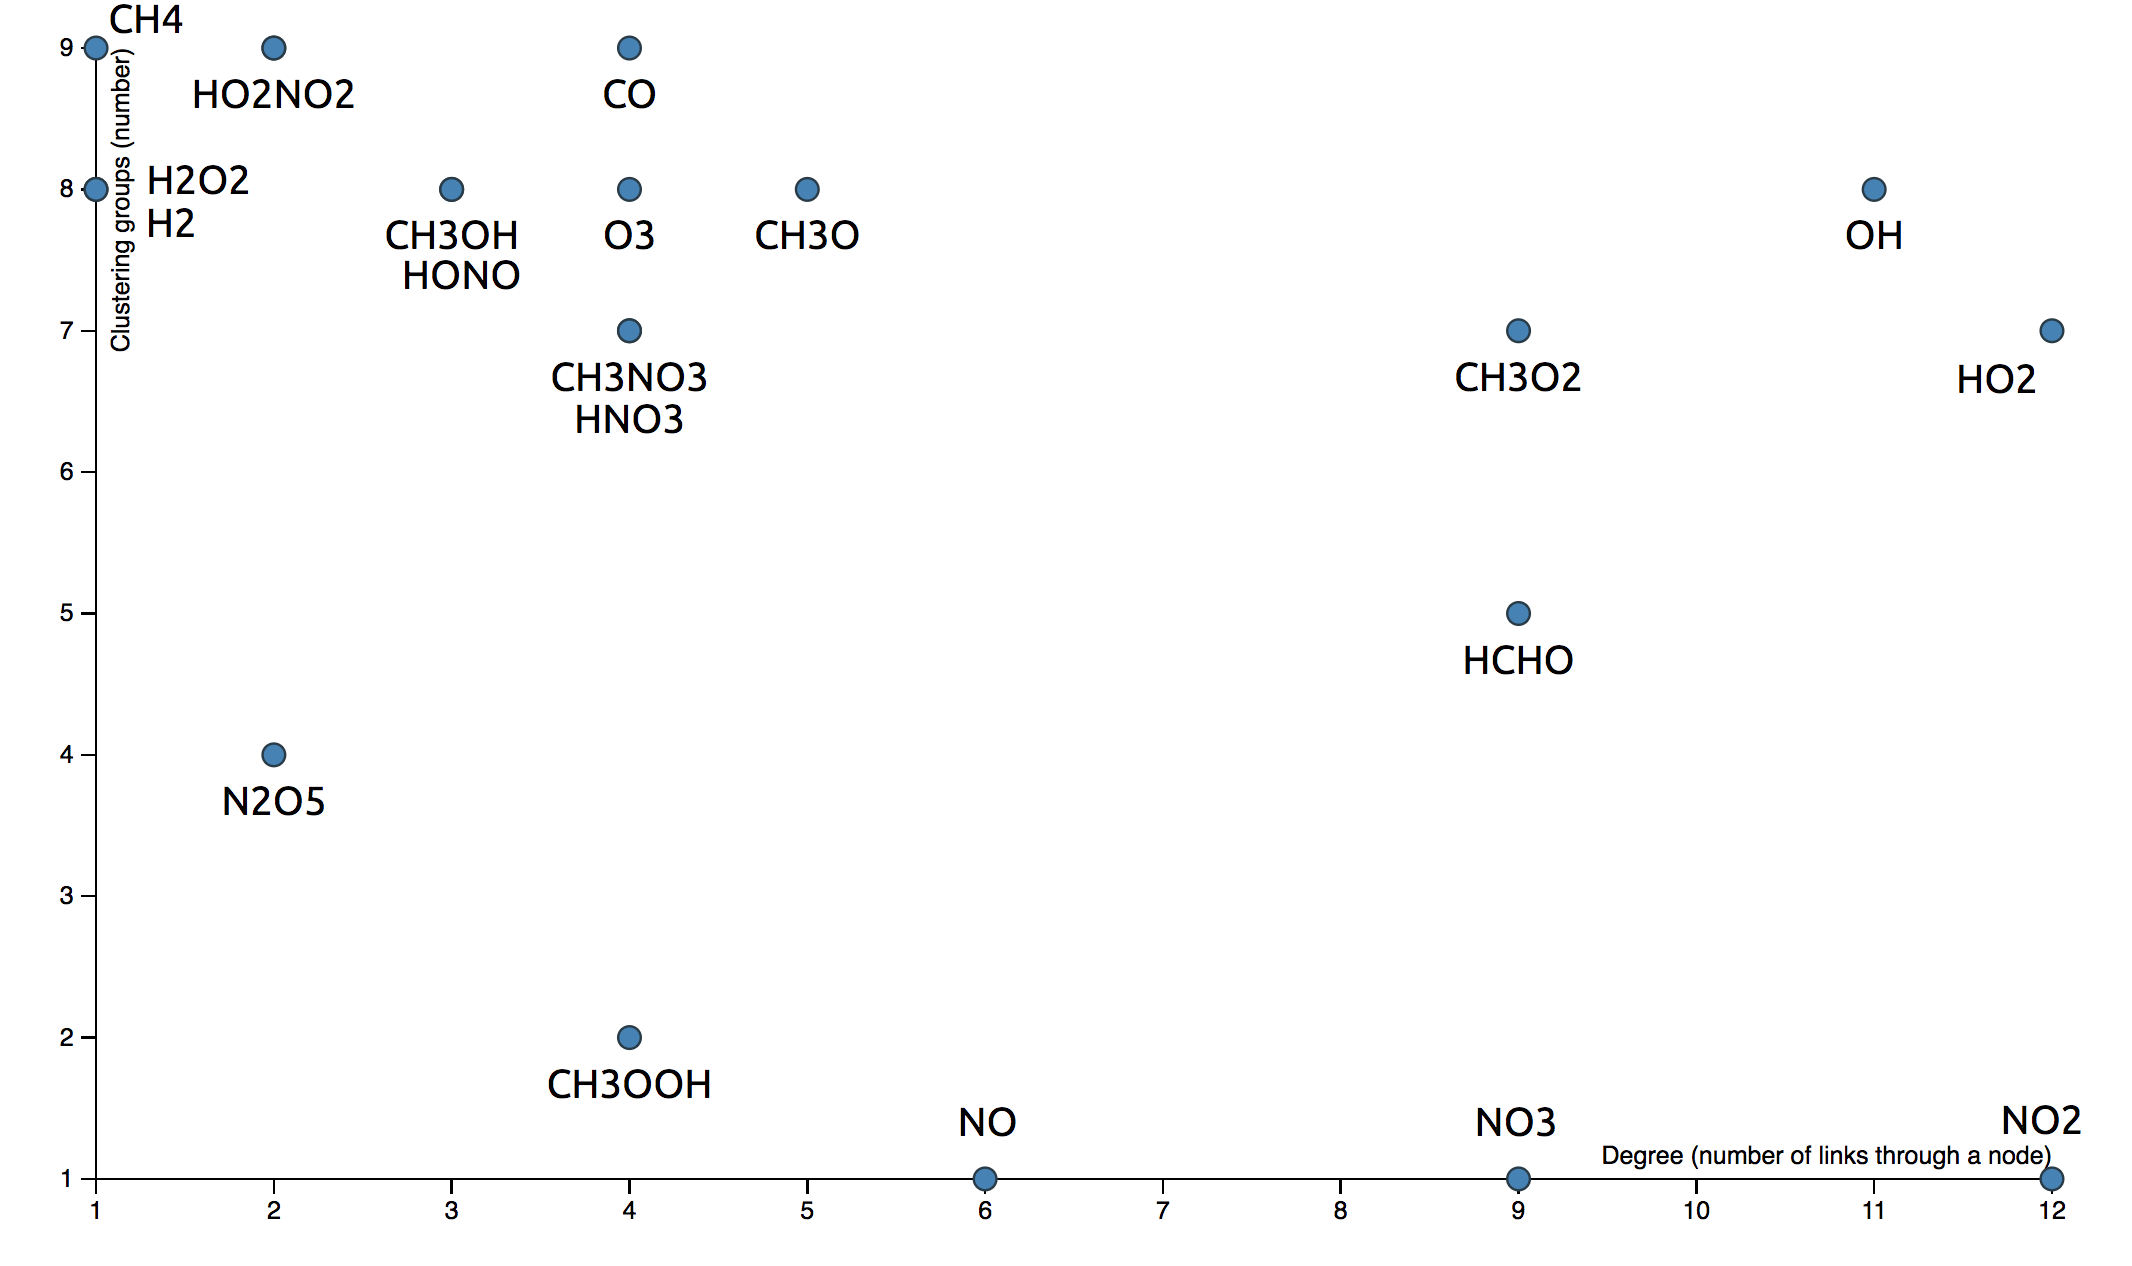 CH4
9
HO2NO2
CO
Clustering groups (number)
8
H2O2
H2
CH3OH
HONO
O3
CH3O
OH
7
CH3NO3
HNO3
CH3O2
HO2
6
5
HCHO
4
N2O5
3
2
CH3OOH
NO
NO3
NO2
Degree (number of links through a node)
1
1 2 3 4 5 6 7 8 9 10 11 12